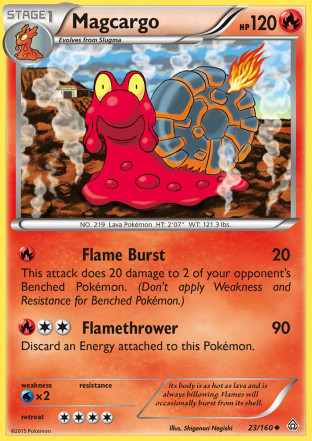 STAGE1
Magcargo
HP120
Evolves from Slugma
NO. 219 Lava Pokémon HT: 2'07" WT: 121.3 lbs.
Flame Burst 20
This attack does 20 damage to 2 of your opponent's
Benched Pokémon. (Don't apply Weakness and
Resistance for Benched Pokémon.)
Flamethrower 90
Discard an Energy attached to this Pokémon.
weakness resistance
×2
retreat
Its body is as hot as lava and is
always billowing. Flames will
occasionally burst from its shell.
©2015 Pokémon
Illus. Shigenori Negishi
23/160